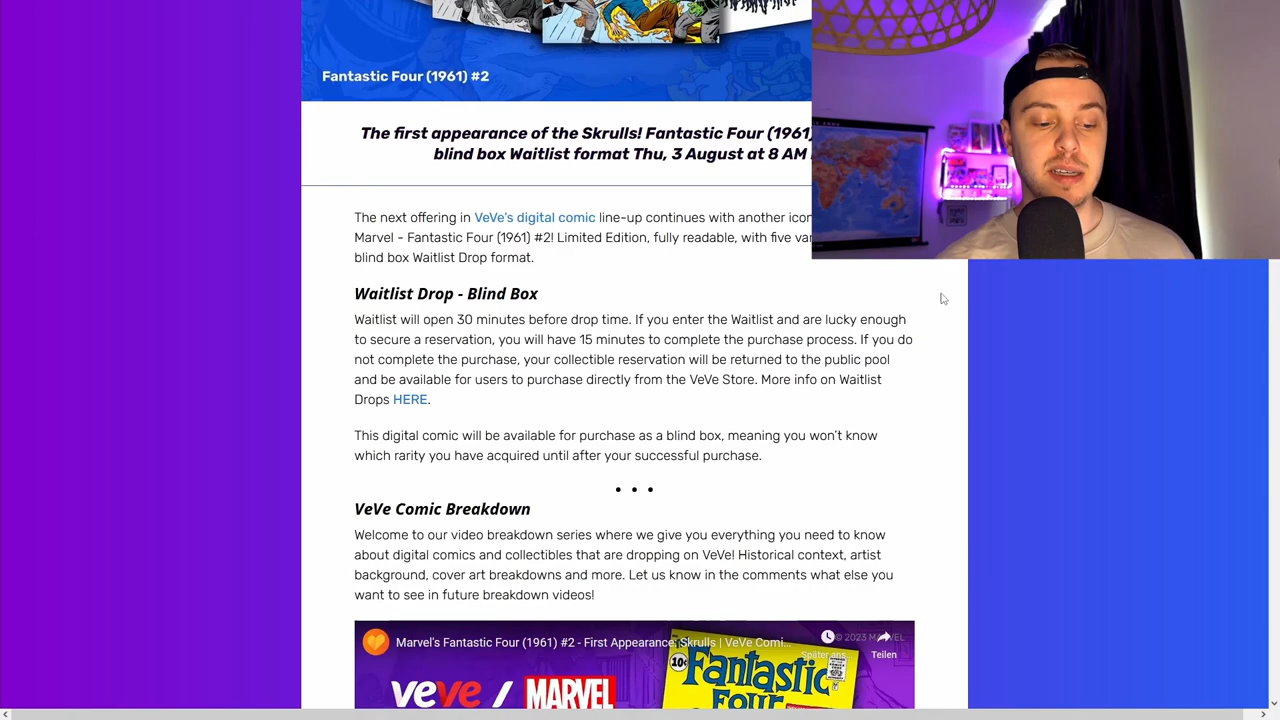 Fantastic Four (1961) #2
The first appearance of the Skrulls! Fantastic Four (1961)
blind box Waitlist format Thu, 3 August at 8 AM
The next offering in VeVe's digital comic line-up continues with another
Marvel - Fantastic Four (1961) #2! Limited Edition, fully readable, with five
blind box Waitlist Drop format.
Waitlist Drop - Blind Box
Waitlist will open 30 minutes before drop time. If you enter the Waitlist and are lucky enough
to secure a reservation, you will have 15 minutes to complete the purchase process. If you do
not complete the purchase, your collectible reservation will be returned to the public pool
and be available for users to purchase directly from the VeVe Store. More info on Waitlist
Drops HERE.
This digital comic will be available for purchase as a blind box, meaning you won't know
which rarity you have acquired until after your successful purchase.
• • •
VeVe Comic Breakdown
Welcome to our video breakdown series where we give you everything you need to know
about digital comics and collectibles that are dropping on VeVe! Historical context, artist
background, cover art breakdowns and more. Let us know in the comments what else you
want to see in future breakdown videos!
Marvel's Fantastic Four (1961) #2 - First Appearance: Skrulls | VeVe Comi...
© 2023 MARVEL
Später ans...
Teilen
veve / MARVEL
10¢
Fantastic
Four